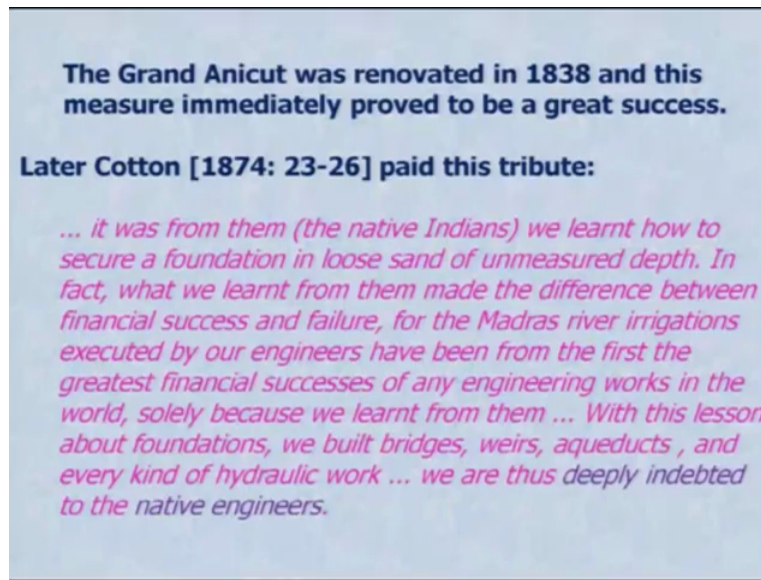 The Grand Anicut was renovated in 1838 and this
measure immediately proved to be a great success.
Later Cotton [1874: 23-26] paid this tribute:
... it was from them (the native Indians) we learnt how to
secure a foundation in loose sand of unmeasured depth. In
fact, what we learnt from them made the difference between
financial success and failure, for the Madras river irrigations
executed by our engineers have been from the first the
greatest financial successes of any engineering works in the
world, solely because we learnt from them ... With this lesson
about foundations, we built bridges, weirs, aqueducts , and
every kind of hydraulic work ... we are thus deeply indebted
to the native engineers.